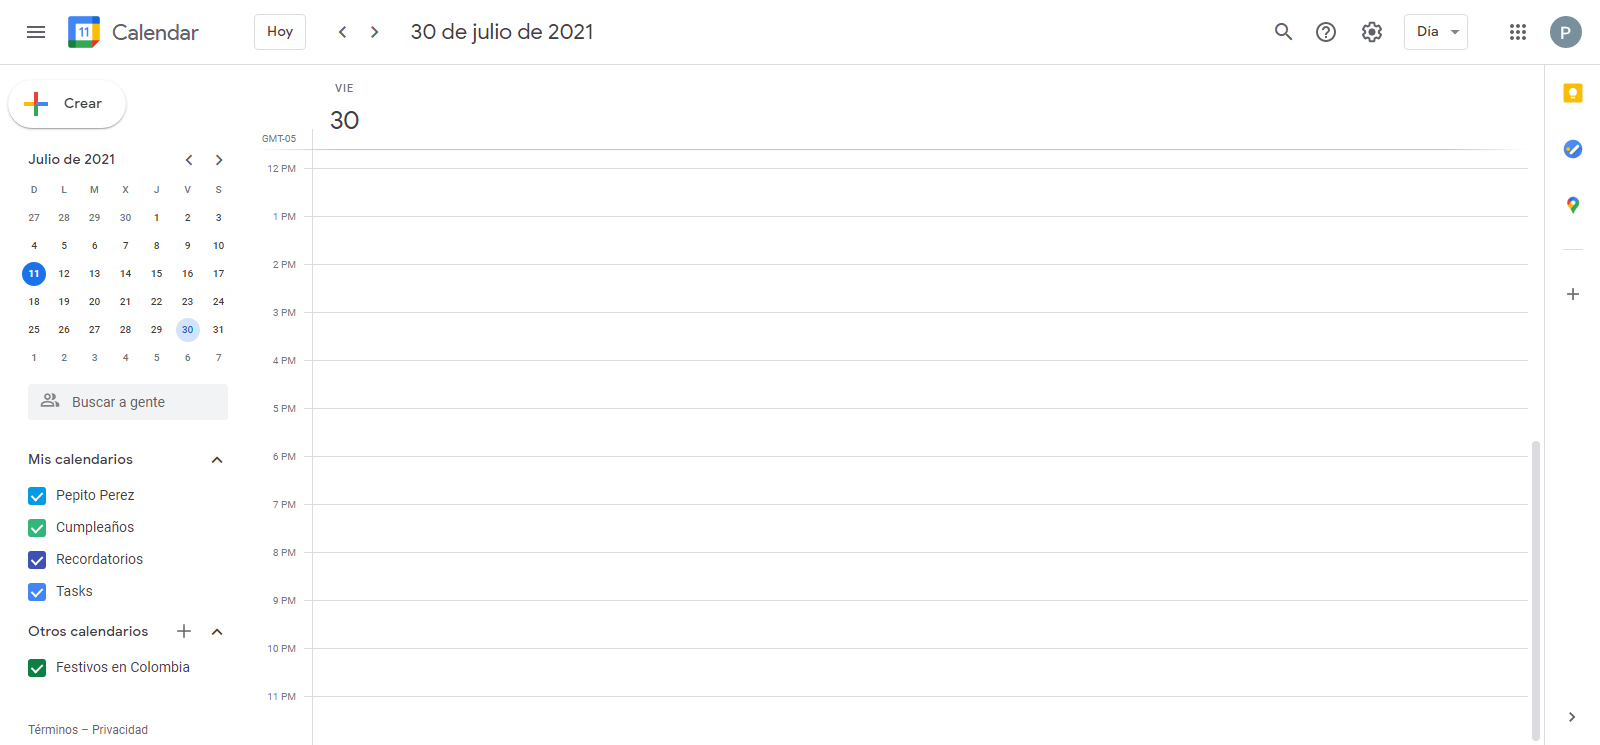 11 Calendar Hoy 30 de julio de 2021 Día P
Crear
Julio de 2021
D L M X J V S
27 28 29 30 1 2 3
4 5 6 7 8 9 10
11 12 13 14 15 16 17
18 19 20 21 22 23 24
25 26 27 28 29 30 31
1 2 3 4 5 6 7
Buscar a gente
Mis calendarios
Pepito Perez
Cumpleaños
Recordatorios
Tasks
Otros calendarios
Festivos en Colombia
Términos – Privacidad
VIE
30
GMT-05
12 PM
1 PM
2 PM
3 PM
4 PM
5 PM
6 PM
7 PM
8 PM
9 PM
10 PM
11 PM